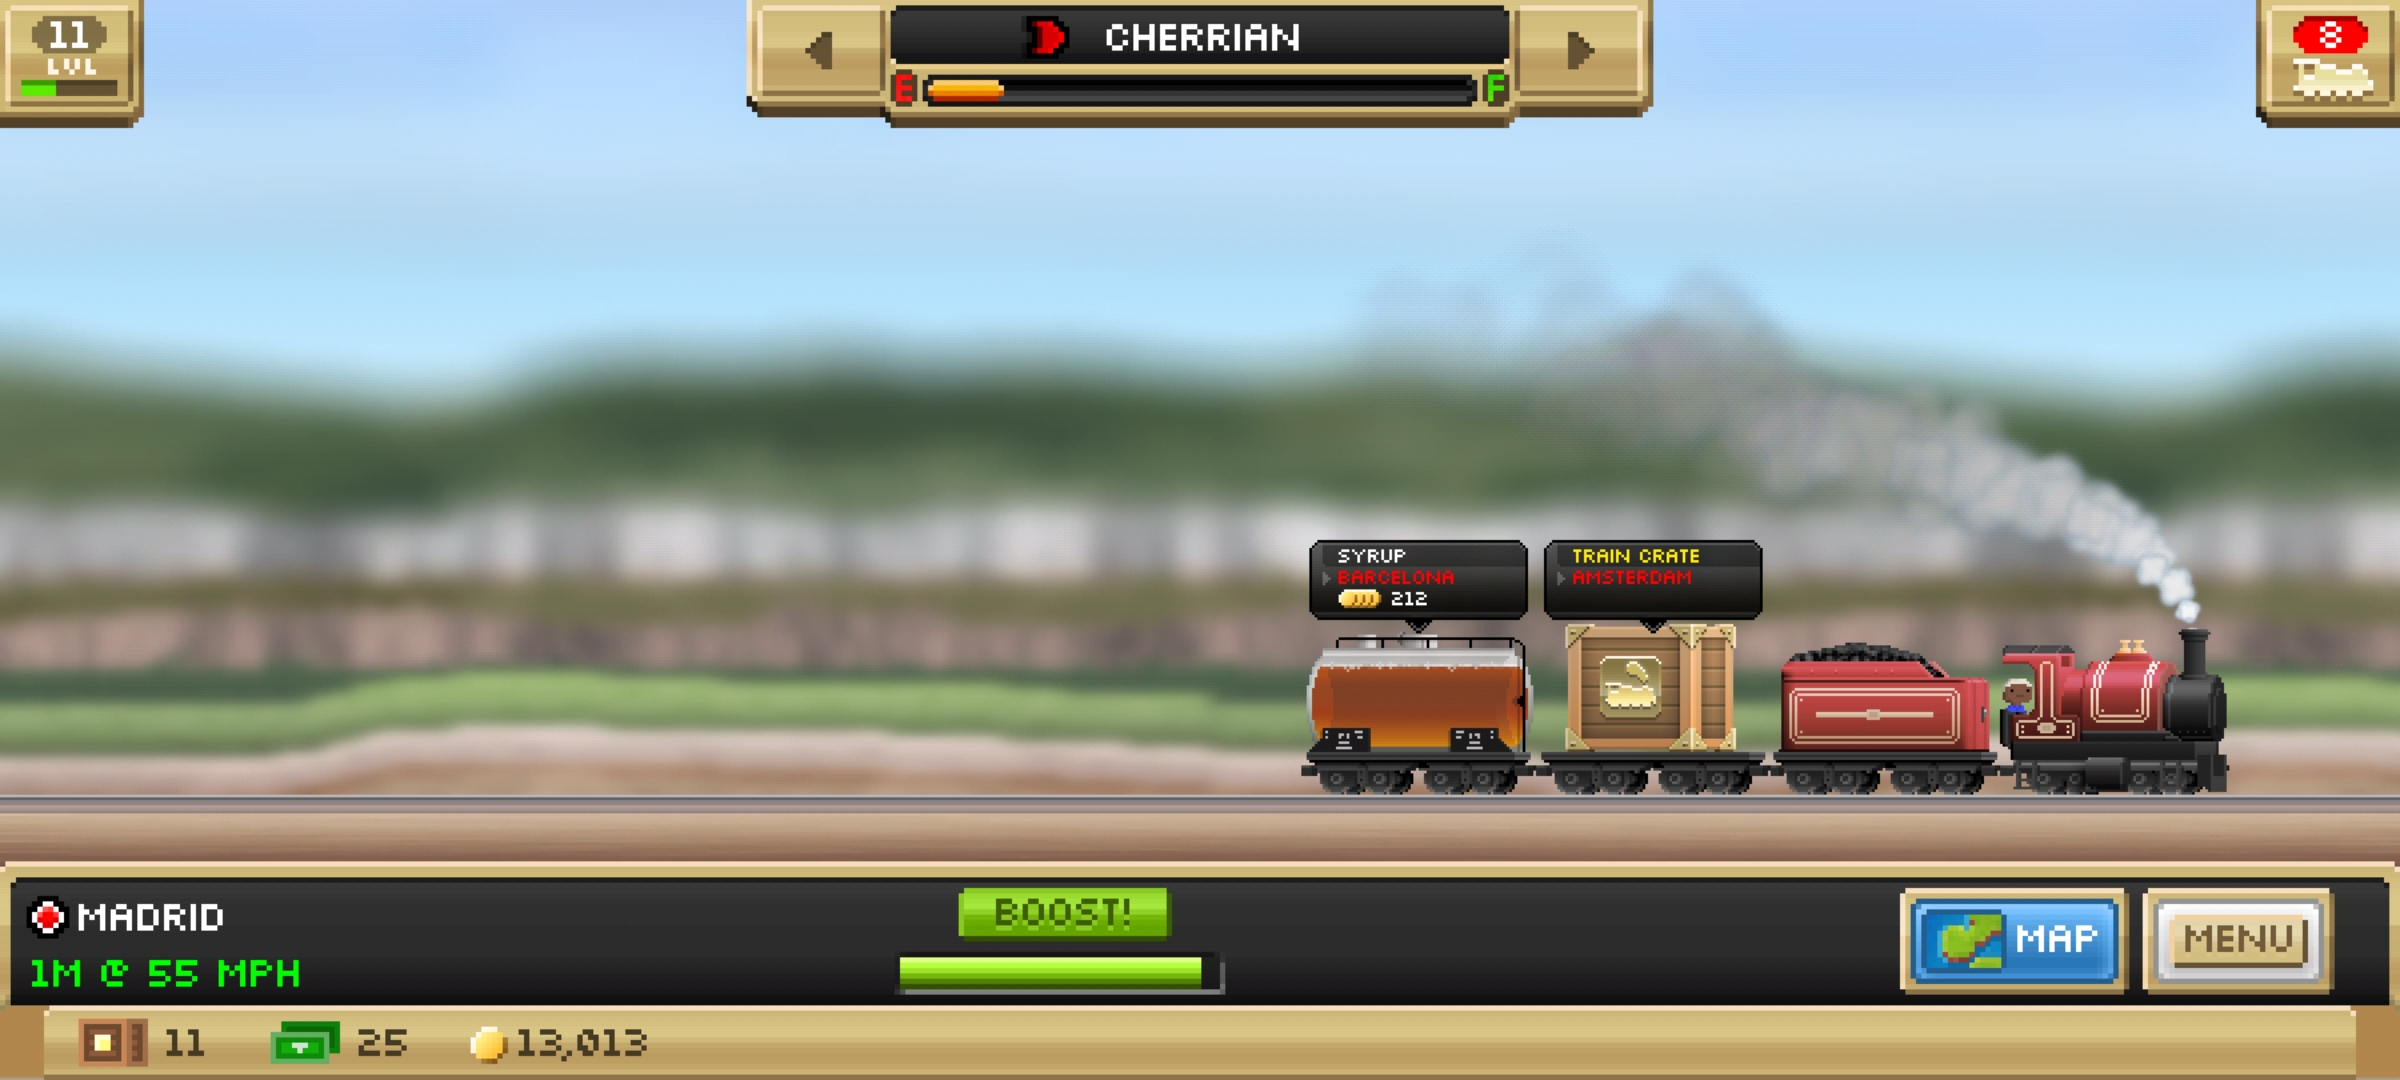 11
LVL
CHERRIAN
E F
8
SYRUP
BARCELONA
212
TRAIN CRATE
AMSTERDAM
MADRID
1M @ 55 MPH
BOOST!
MAP
MENU
11
25
13,013